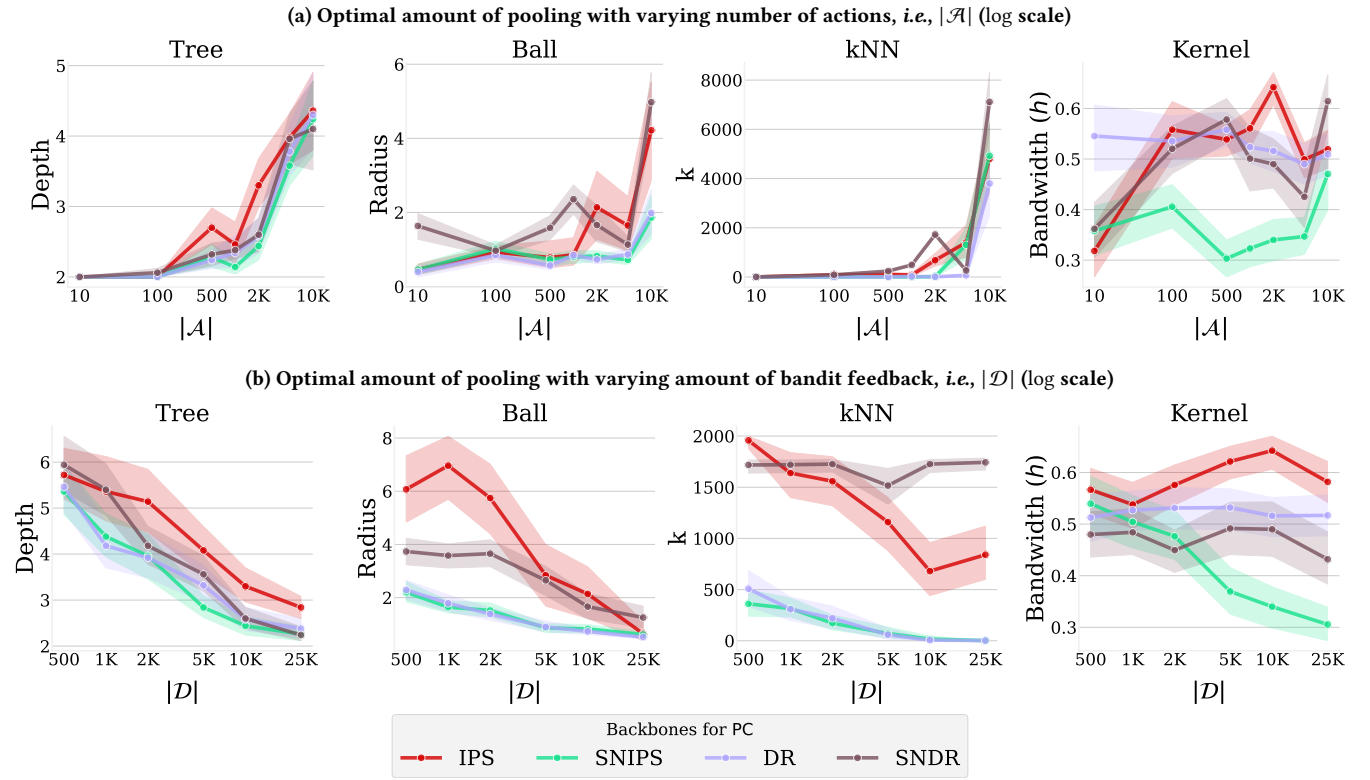 (a) Optimal amount of pooling with varying number of actions, i.e., |𝒜| (log scale)
Tree
Ball
kNN
Kernel
Depth
5
4
3
2
10 100 500 2K 10K
|𝒜|
Radius
6
4
2
0
10 100 500 2K 10K
|𝒜|
k
8000
6000
4000
2000
0
10 100 500 2K 10K
|𝒜|
Bandwidth (h)
0.6
0.5
0.4
0.3
10 100 500 2K 10K
|𝒜|
(b) Optimal amount of pooling with varying amount of bandit feedback, i.e., |𝒟| (log scale)
Tree
Ball
kNN
Kernel
Depth
6
5
4
3
2
500 1K 2K 5K 10K 25K
|𝒟|
Radius
8
6
4
2
500 1K 2K 5K 10K 25K
|𝒟|
k
2000
1500
1000
500
0
500 1K 2K 5K 10K 25K
|𝒟|
Bandwidth (h)
0.6
0.5
0.4
0.3
500 1K 2K 5K 10K 25K
|𝒟|
Backbones for PC
IPS SNIPS DR SNDR